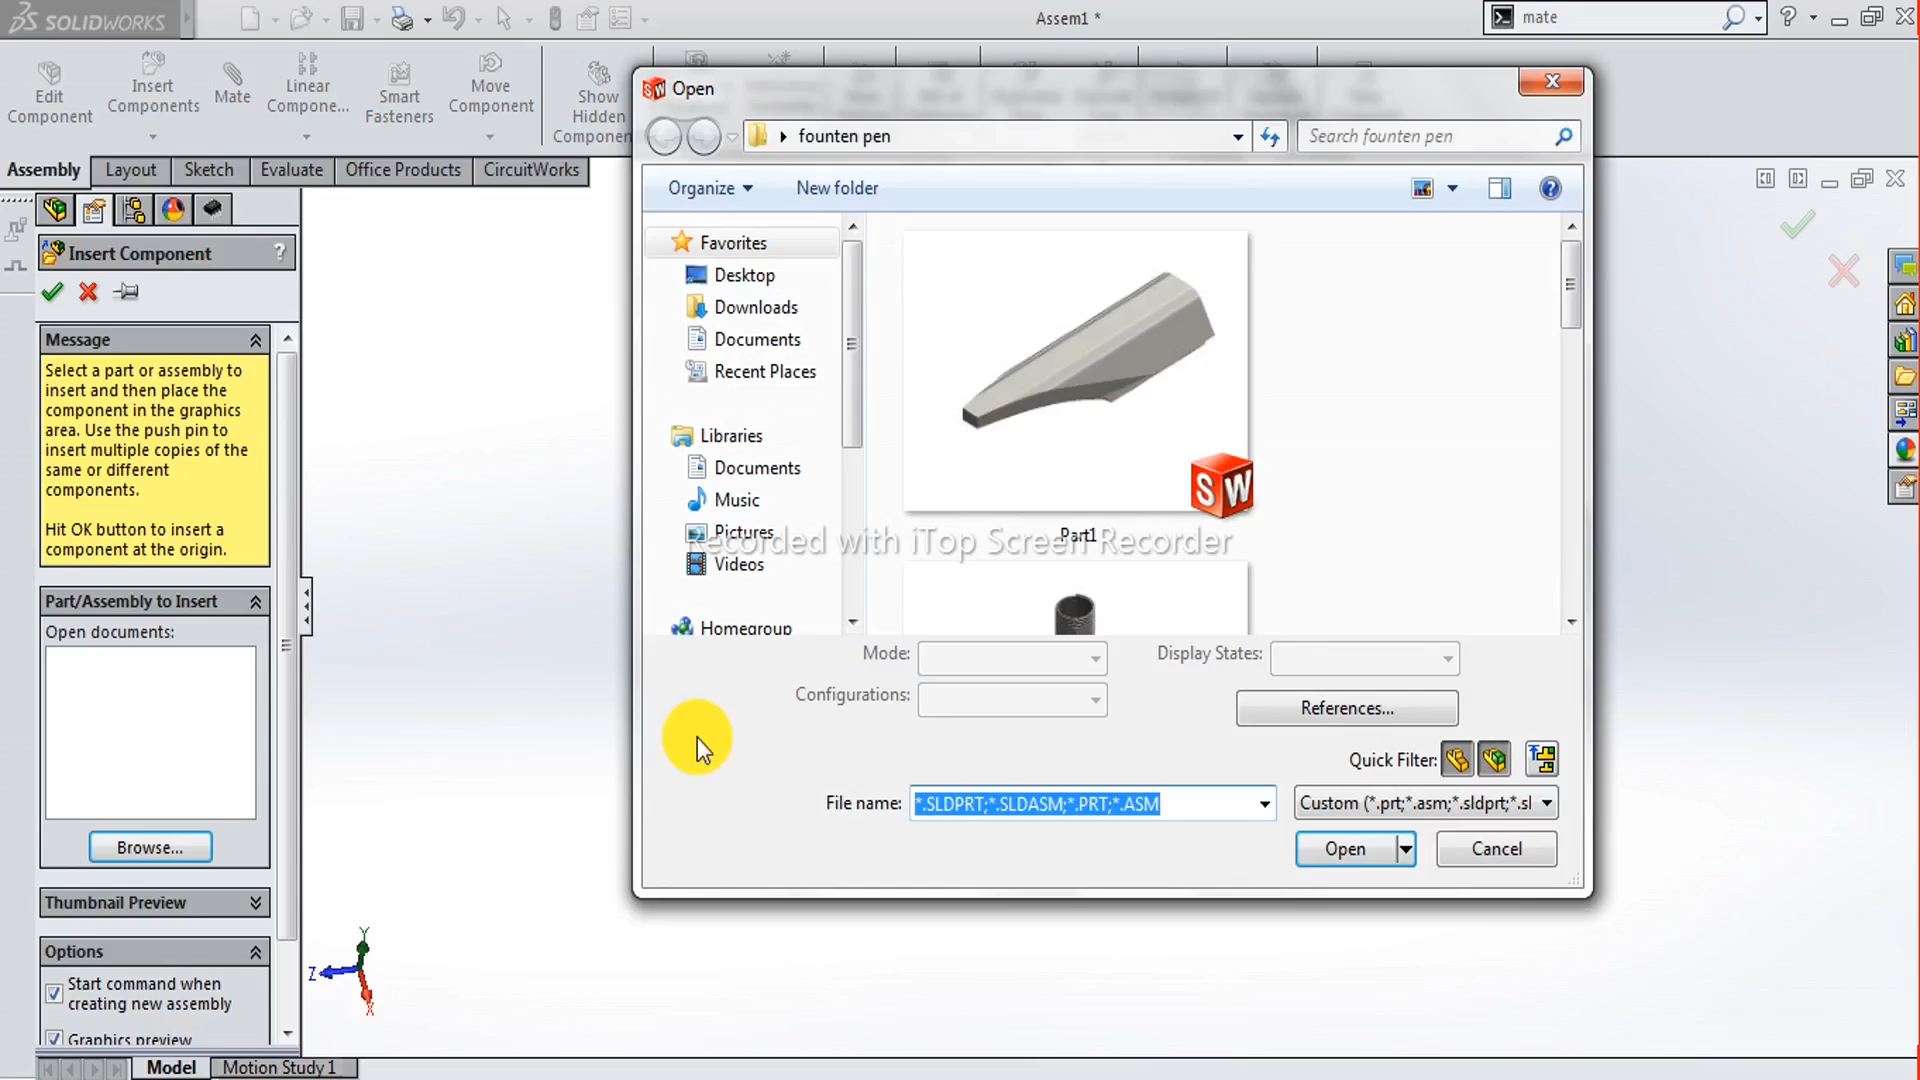 SOLIDWORKS
Assem1 *
mate
Edit Component
Insert Components
Mate
Linear Compone...
Smart Fasteners
Move Component
Show Hidden Componen
Assembly
Layout
Sketch
Evaluate
Office Products
CircuitWorks
Insert Component
?
Message
Select a part or assembly to
insert and then place the
component in the graphics
area. Use the push pin to
insert multiple copies of the
same or different
components.
Hit OK button to insert a
component at the origin.
Part/Assembly to Insert
Open documents:
Browse...
Thumbnail Preview
Options
Start command when
creating new assembly
Graphics preview
Z
Y
X
Model
Motion Study 1
Open
founten pen
Search founten pen
Organize
New folder
Favorites
Desktop
Downloads
Documents
Recent Places
Libraries
Documents
Music
Pictures
Videos
Homegroup
SW
Part1
Recorded with iTop Screen Recorder
Mode:
Display States:
Configurations:
References...
Quick Filter:
File name:
*.SLDPRT;*.SLDASM;*.PRT;*.ASM
Custom (*.prt;*.asm;*.sldprt;*.sl
Open
Cancel